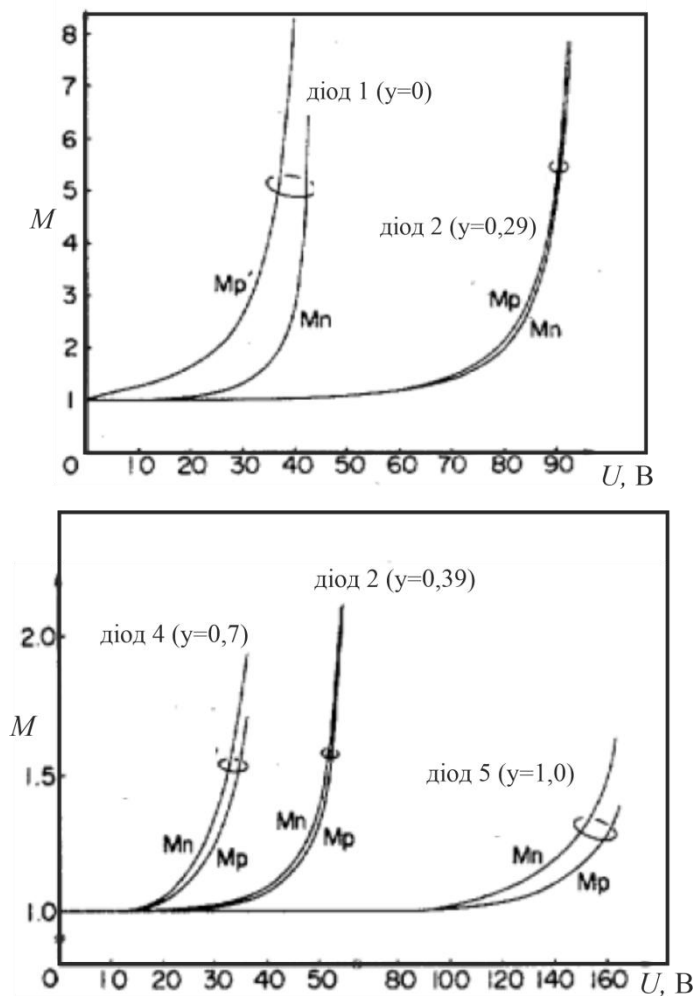 8
7
діод 1 (y=0)
6
5
M
діод 2 (y=0,29)
4
Mp
3
Mp
Mn
Mn
2
1
0 10 20 30 40 50 60 70 80 90
U, В
діод 2 (y=0,39)
2.0
діод 4 (y=0,7)
M
діод 5 (y=1,0)
1.5
Mn
Mn
Mp
Mp
Mn
Mp
1.0
0 10 20 30 40 50 60 80 100 120 140 160 U, В